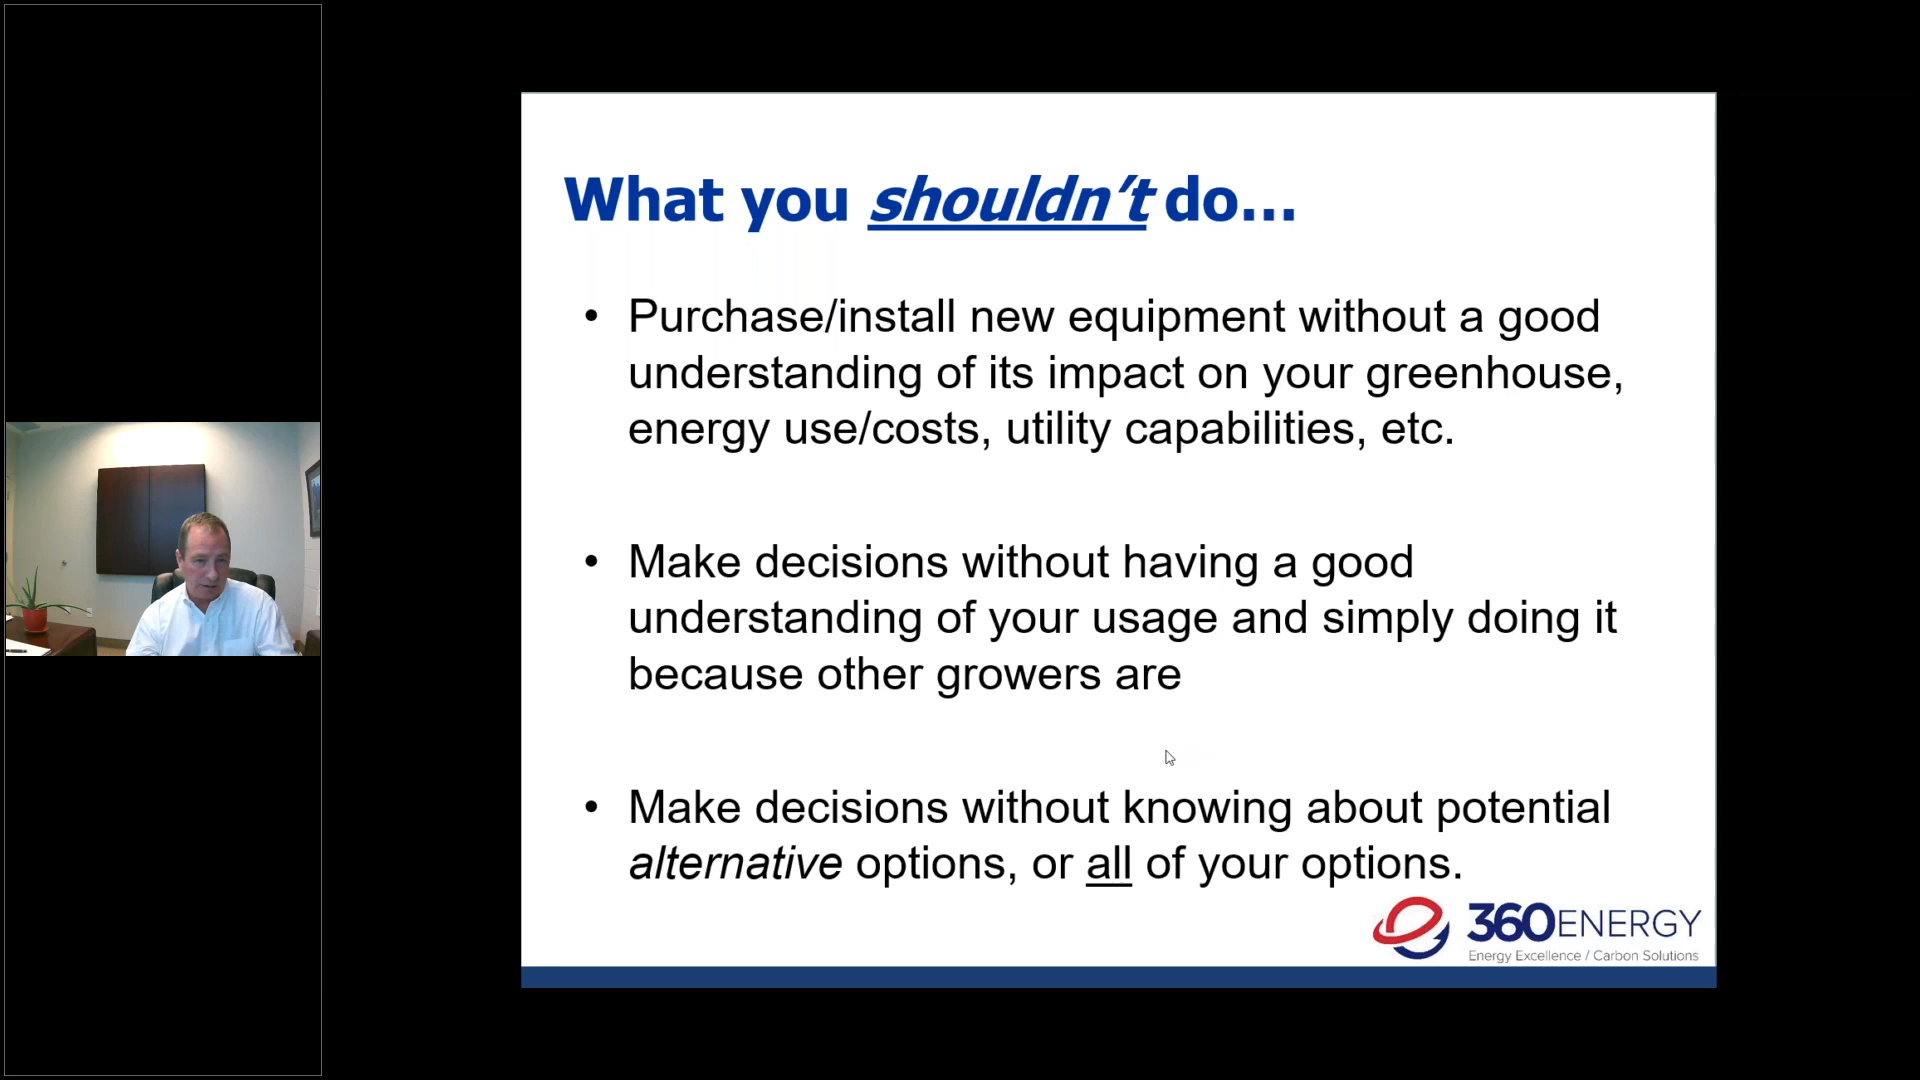 What you shouldn't do...
• Purchase/install new equipment without a good
understanding of its impact on your greenhouse,
energy use/costs, utility capabilities, etc.
• Make decisions without having a good
understanding of your usage and simply doing it
because other growers are
• Make decisions without knowing about potential
alternative options, or all of your options.
360ENERGY
Energy Excellence / Carbon Solutions